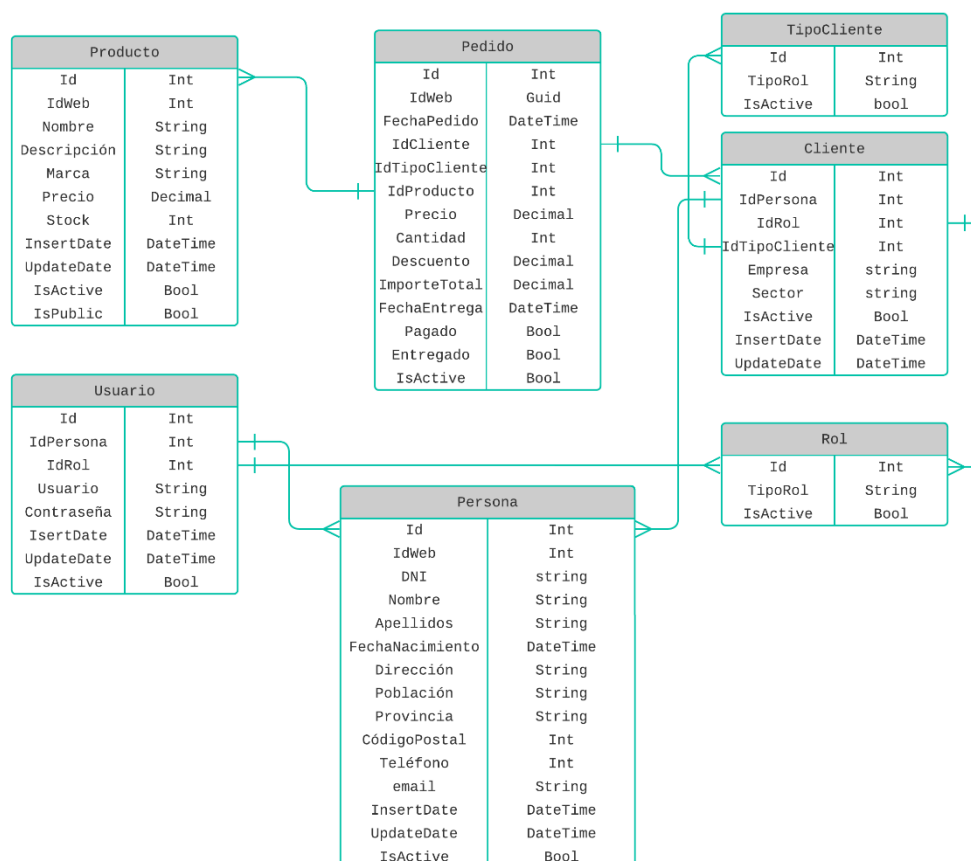 Producto
Id Int
IdWeb Int
Nombre String
Descripción String
Marca String
Precio Decimal
Stock Int
InsertDate DateTime
UpdateDate DateTime
IsActive Bool
IsPublic Bool
Pedido
Id Int
IdWeb Guid
FechaPedido DateTime
IdCliente Int
IdTipoCliente Int
IdProducto Int
Precio Decimal
Cantidad Int
Descuento Decimal
ImporteTotal Decimal
FechaEntrega DateTime
Pagado Bool
Entregado Bool
IsActive Bool
TipoCliente
Id Int
TipoRol String
IsActive bool
Cliente
Id Int
IdPersona Int
IdRol Int
IdTipoCliente Int
Empresa string
Sector string
IsActive Bool
InsertDate DateTime
UpdateDate DateTime
Usuario
Id Int
IdPersona Int
IdRol Int
Usuario String
Contraseña String
IsertDate DateTime
UpdateDate DateTime
IsActive Bool
Rol
Id Int
TipoRol String
IsActive Bool
Persona
Id Int
IdWeb Int
DNI string
Nombre String
Apellidos String
FechaNacimiento DateTime
Dirección String
Población String
Provincia String
CódigoPostal Int
Teléfono Int
email String
InsertDate DateTime
UpdateDate DateTime
IsActive Bool